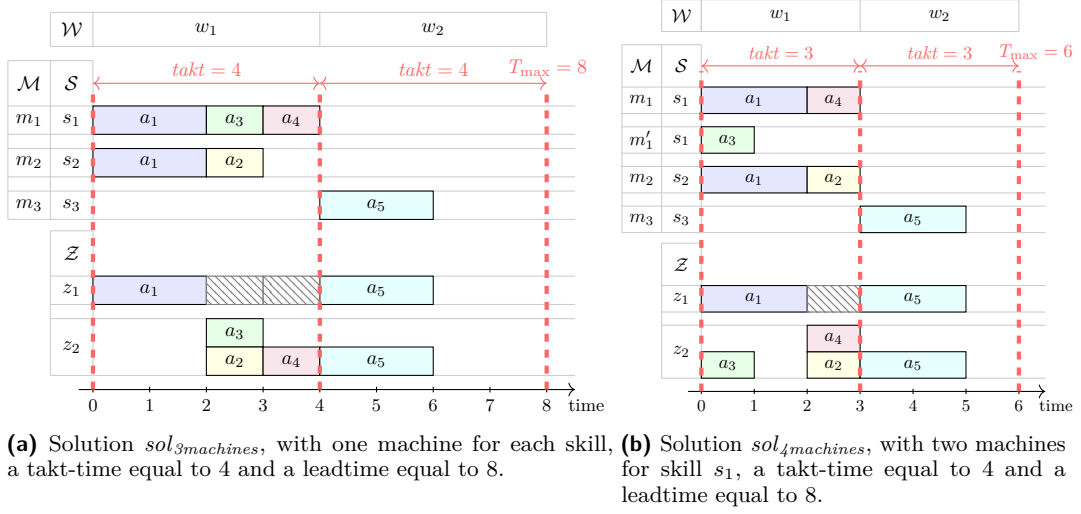 𝒲 w₁ w₂
takt = 4 takt = 4 T_max = 8
ℳ 𝒮
m₁ s₁ a₁ a₃ a₄
m₂ s₂ a₁ a₂
m₃ s₃ a₅
𝒵
z₁ a₁ a₅
a₃
z₂ a₂ a₄ a₅
0 1 2 3 4 5 6 7 8 time
(a) Solution sol_3machines, with one machine for each skill,
a takt-time equal to 4 and a leadtime equal to 8.
𝒲 w₁ w₂
takt = 3 takt = 3 T_max = 6
ℳ 𝒮
m₁ s₁ a₁ a₄
m′₁ s₁ a₃
m₂ s₂ a₁ a₂
m₃ s₃ a₅
𝒵
z₁ a₁ a₅
a₄
z₂ a₃ a₂ a₅
0 1 2 3 4 5 6 time
(b) Solution sol_4machines, with two machines
for skill s₁, a takt-time equal to 4 and a
leadtime equal to 8.